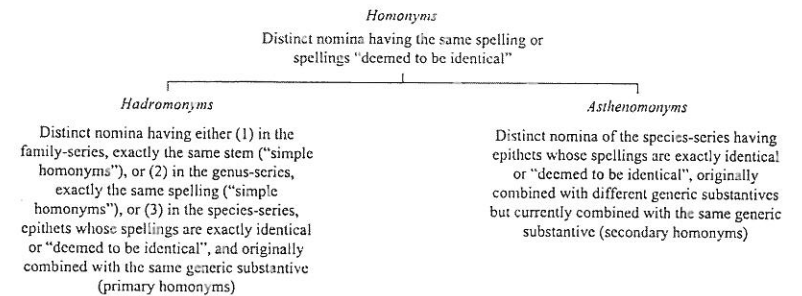 Homonyms
Distinct nomina having the same spelling or
spellings "deemed to be identical"
Hadromonyms
Distinct nomina having either (1) in the
family-series, exactly the same stem ("simple
homonyms"), or (2) in the genus-series,
exactly the same spelling ("simple
homonyms"), or (3) in the species-series,
epithets whose spellings are exactly identical
or "deemed to be identical", and originally
combined with the same generic substantive
(primary homonyms)
Asthenomonyms
Distinct nomina of the species-series having
epithets whose spellings are exactly identical
or "deemed to be identical", originally
combined with different generic substantives
but currently combined with the same generic
substantive (secondary homonyms)